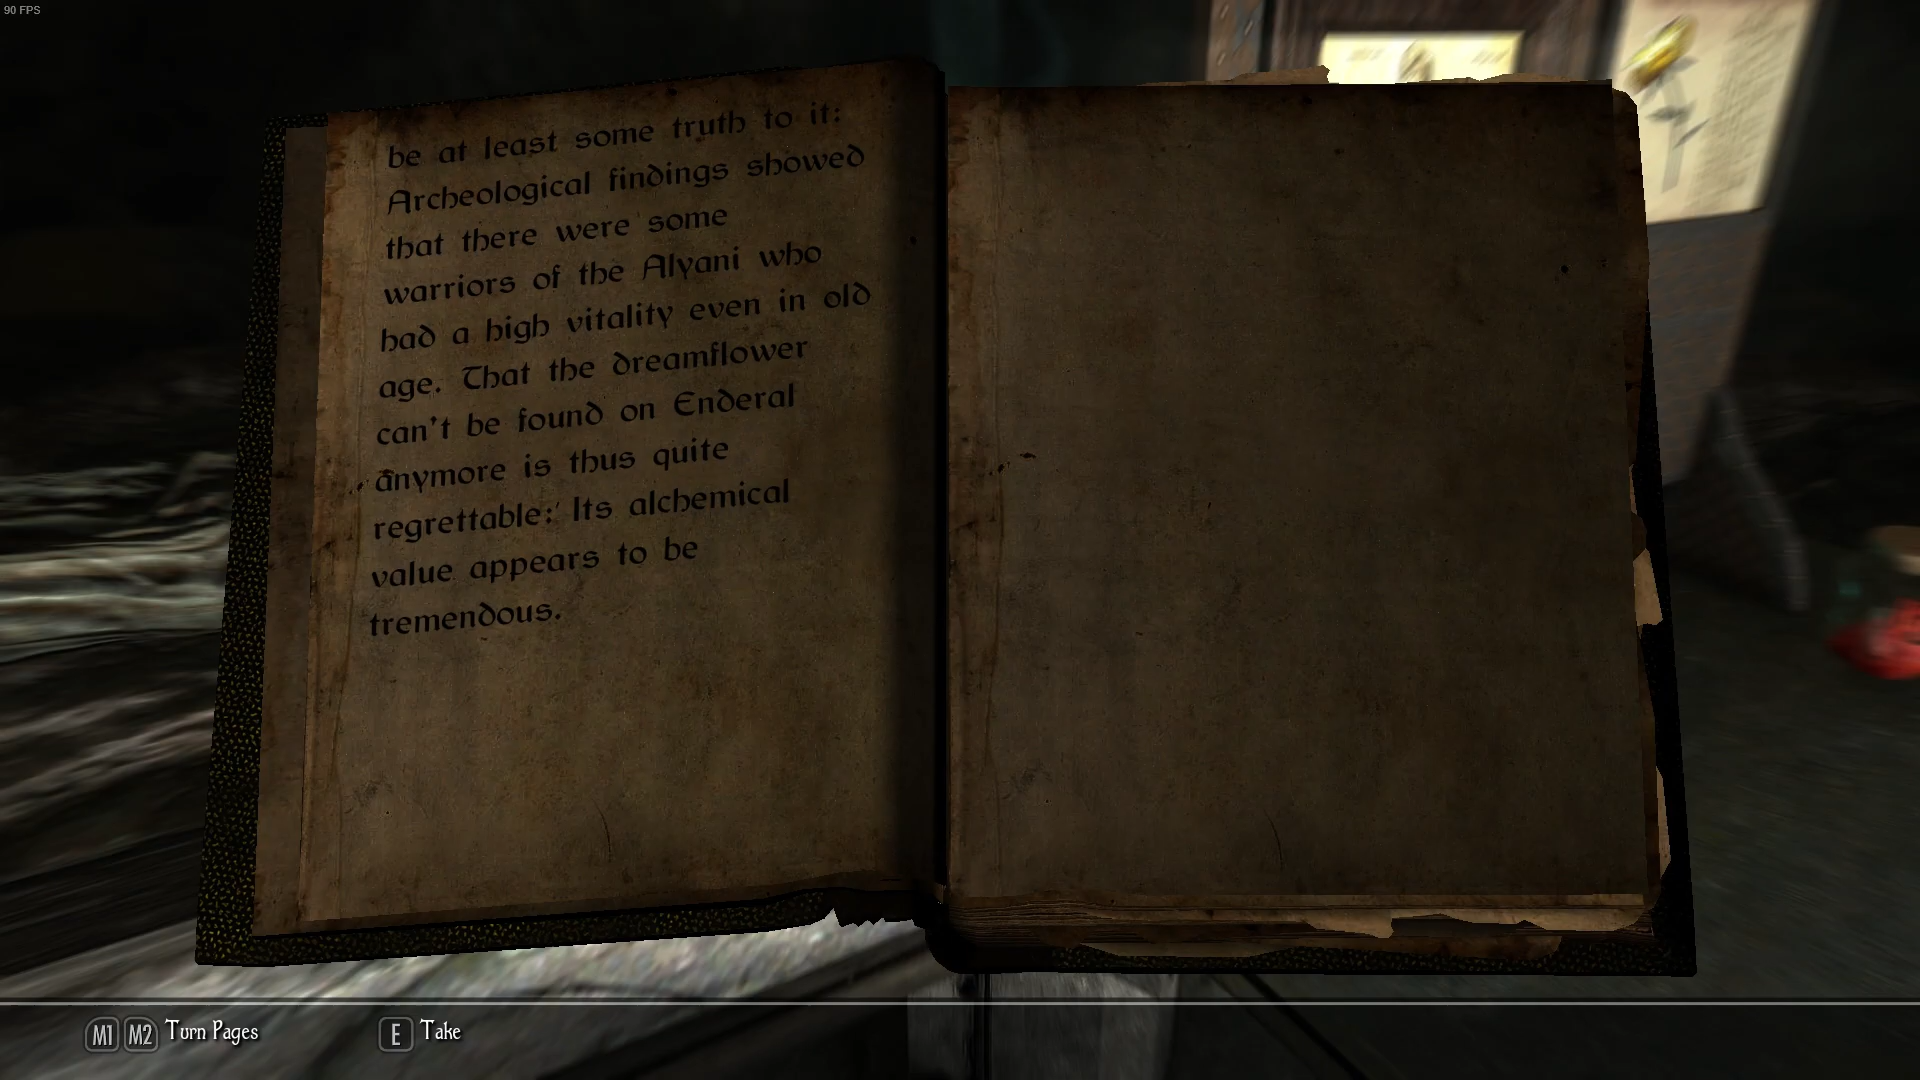 90 FPS
be at least some truth to it:
Archeological findings showed
that there were some
warriors of the Alyani who
had a high vitality even in old
age. That the dreamflower
can't be found on Enderal
anymore is thus quite
regrettable: Its alchemical
value appears to be
tremendous.
M1 M2 Turn Pages E Take